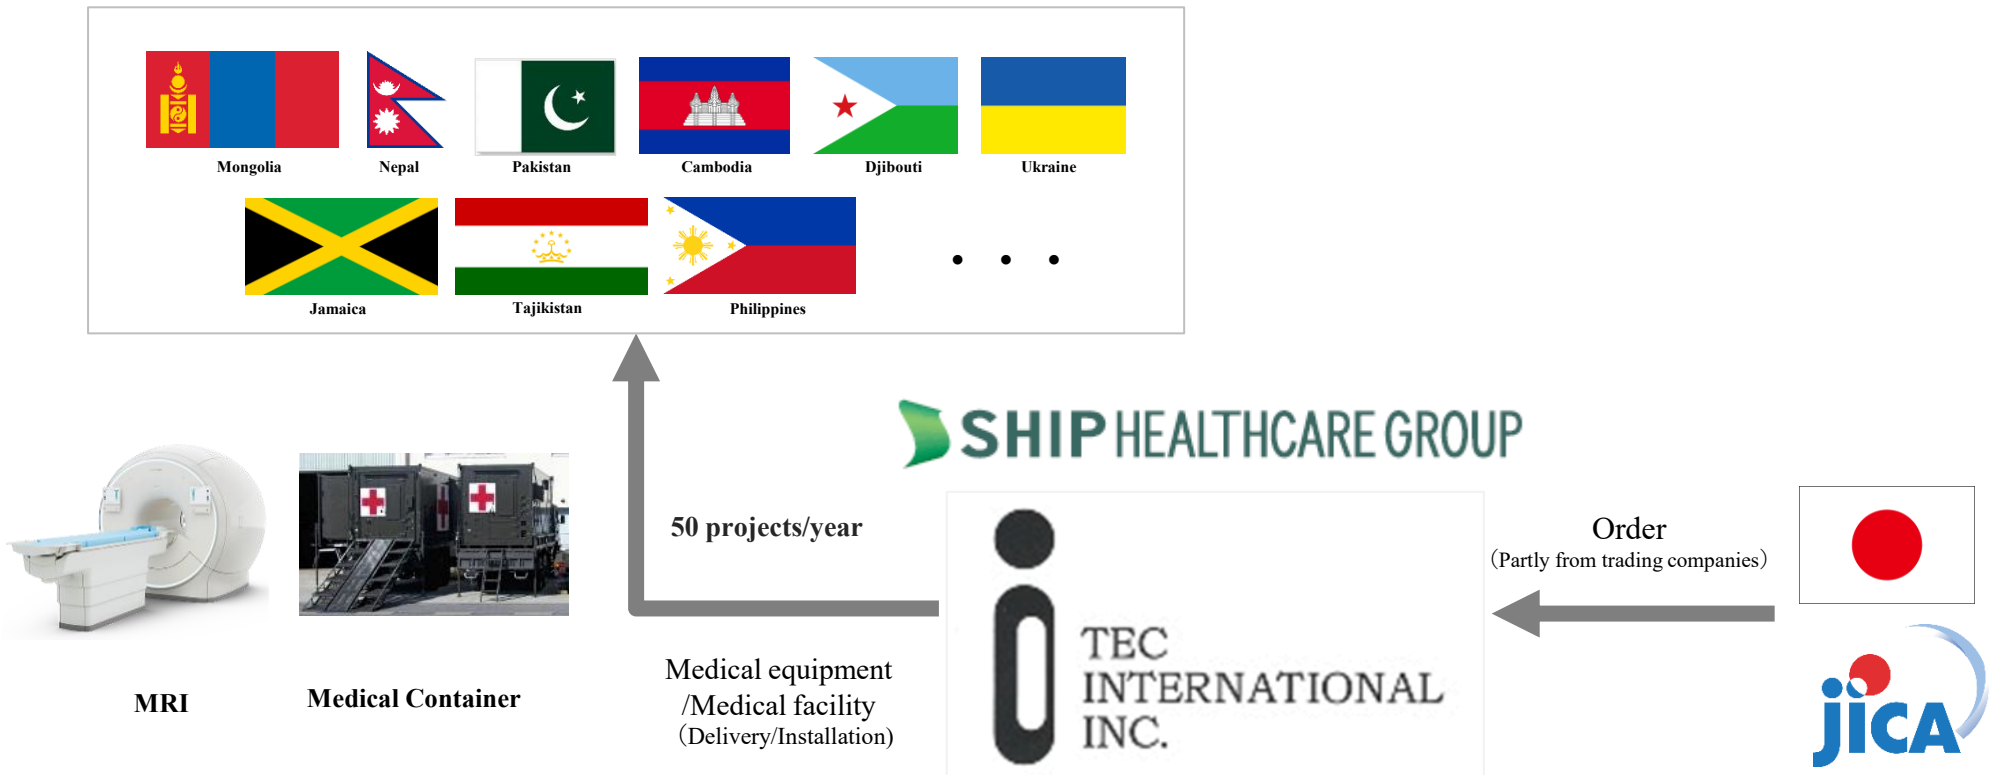 Mongolia
Nepal
Pakistan
Cambodia
Djibouti
Ukraine
Jamaica
Tajikistan
Philippines
• • •
SHIP HEALTHCARE GROUP
50 projects/year
Order
（Partly from trading companies）
TEC
INTERNATIONAL
INC.
Medical equipment
/Medical facility
（Delivery/Installation）
MRI
Medical Container
jICA